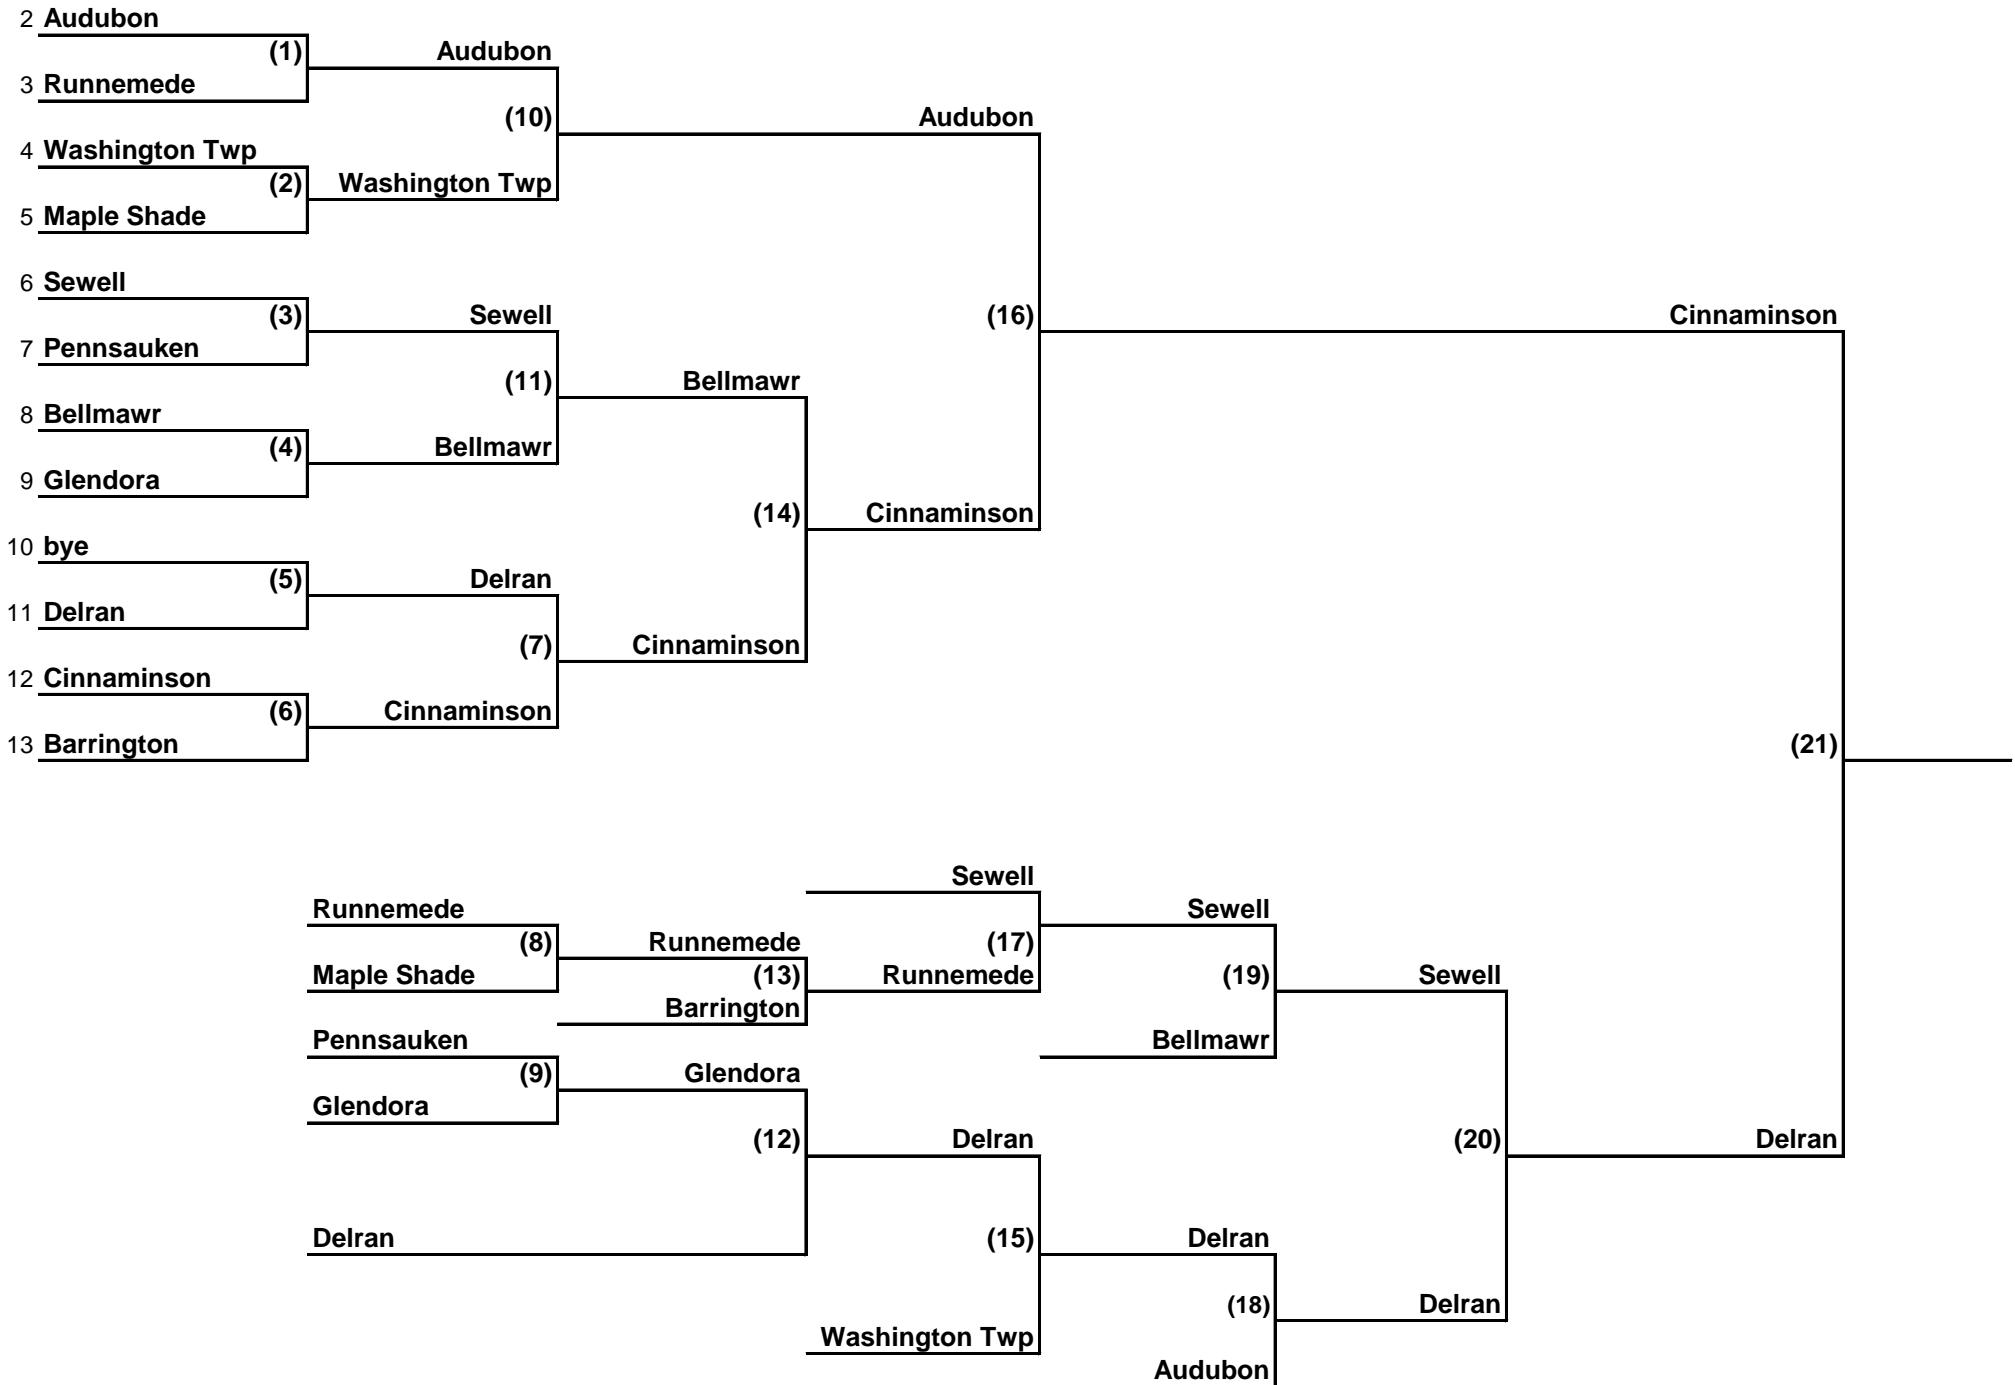 2 Audubon
(1) Audubon
3 Runnemede
(10) Audubon
4 Washington Twp
(2) Washington Twp
5 Maple Shade
6 Sewell
(3) Sewell (16) Cinnaminson
7 Pennsauken
(11) Bellmawr
8 Bellmawr
(4) Bellmawr
9 Glendora
(14) Cinnaminson
10 bye
(5) Delran
11 Delran
(7) Cinnaminson
12 Cinnaminson
(6) Cinnaminson
13 Barrington (21)
Sewell
Runnemede Sewell
(8) Runnemede (17)
Maple Shade (13) Runnemede (19) Sewell
Barrington
Pennsauken Bellmawr
(9) Glendora
Glendora
(12) Delran (20) Delran
Delran (15) Delran
(18) Delran
Washington Twp
Audubon